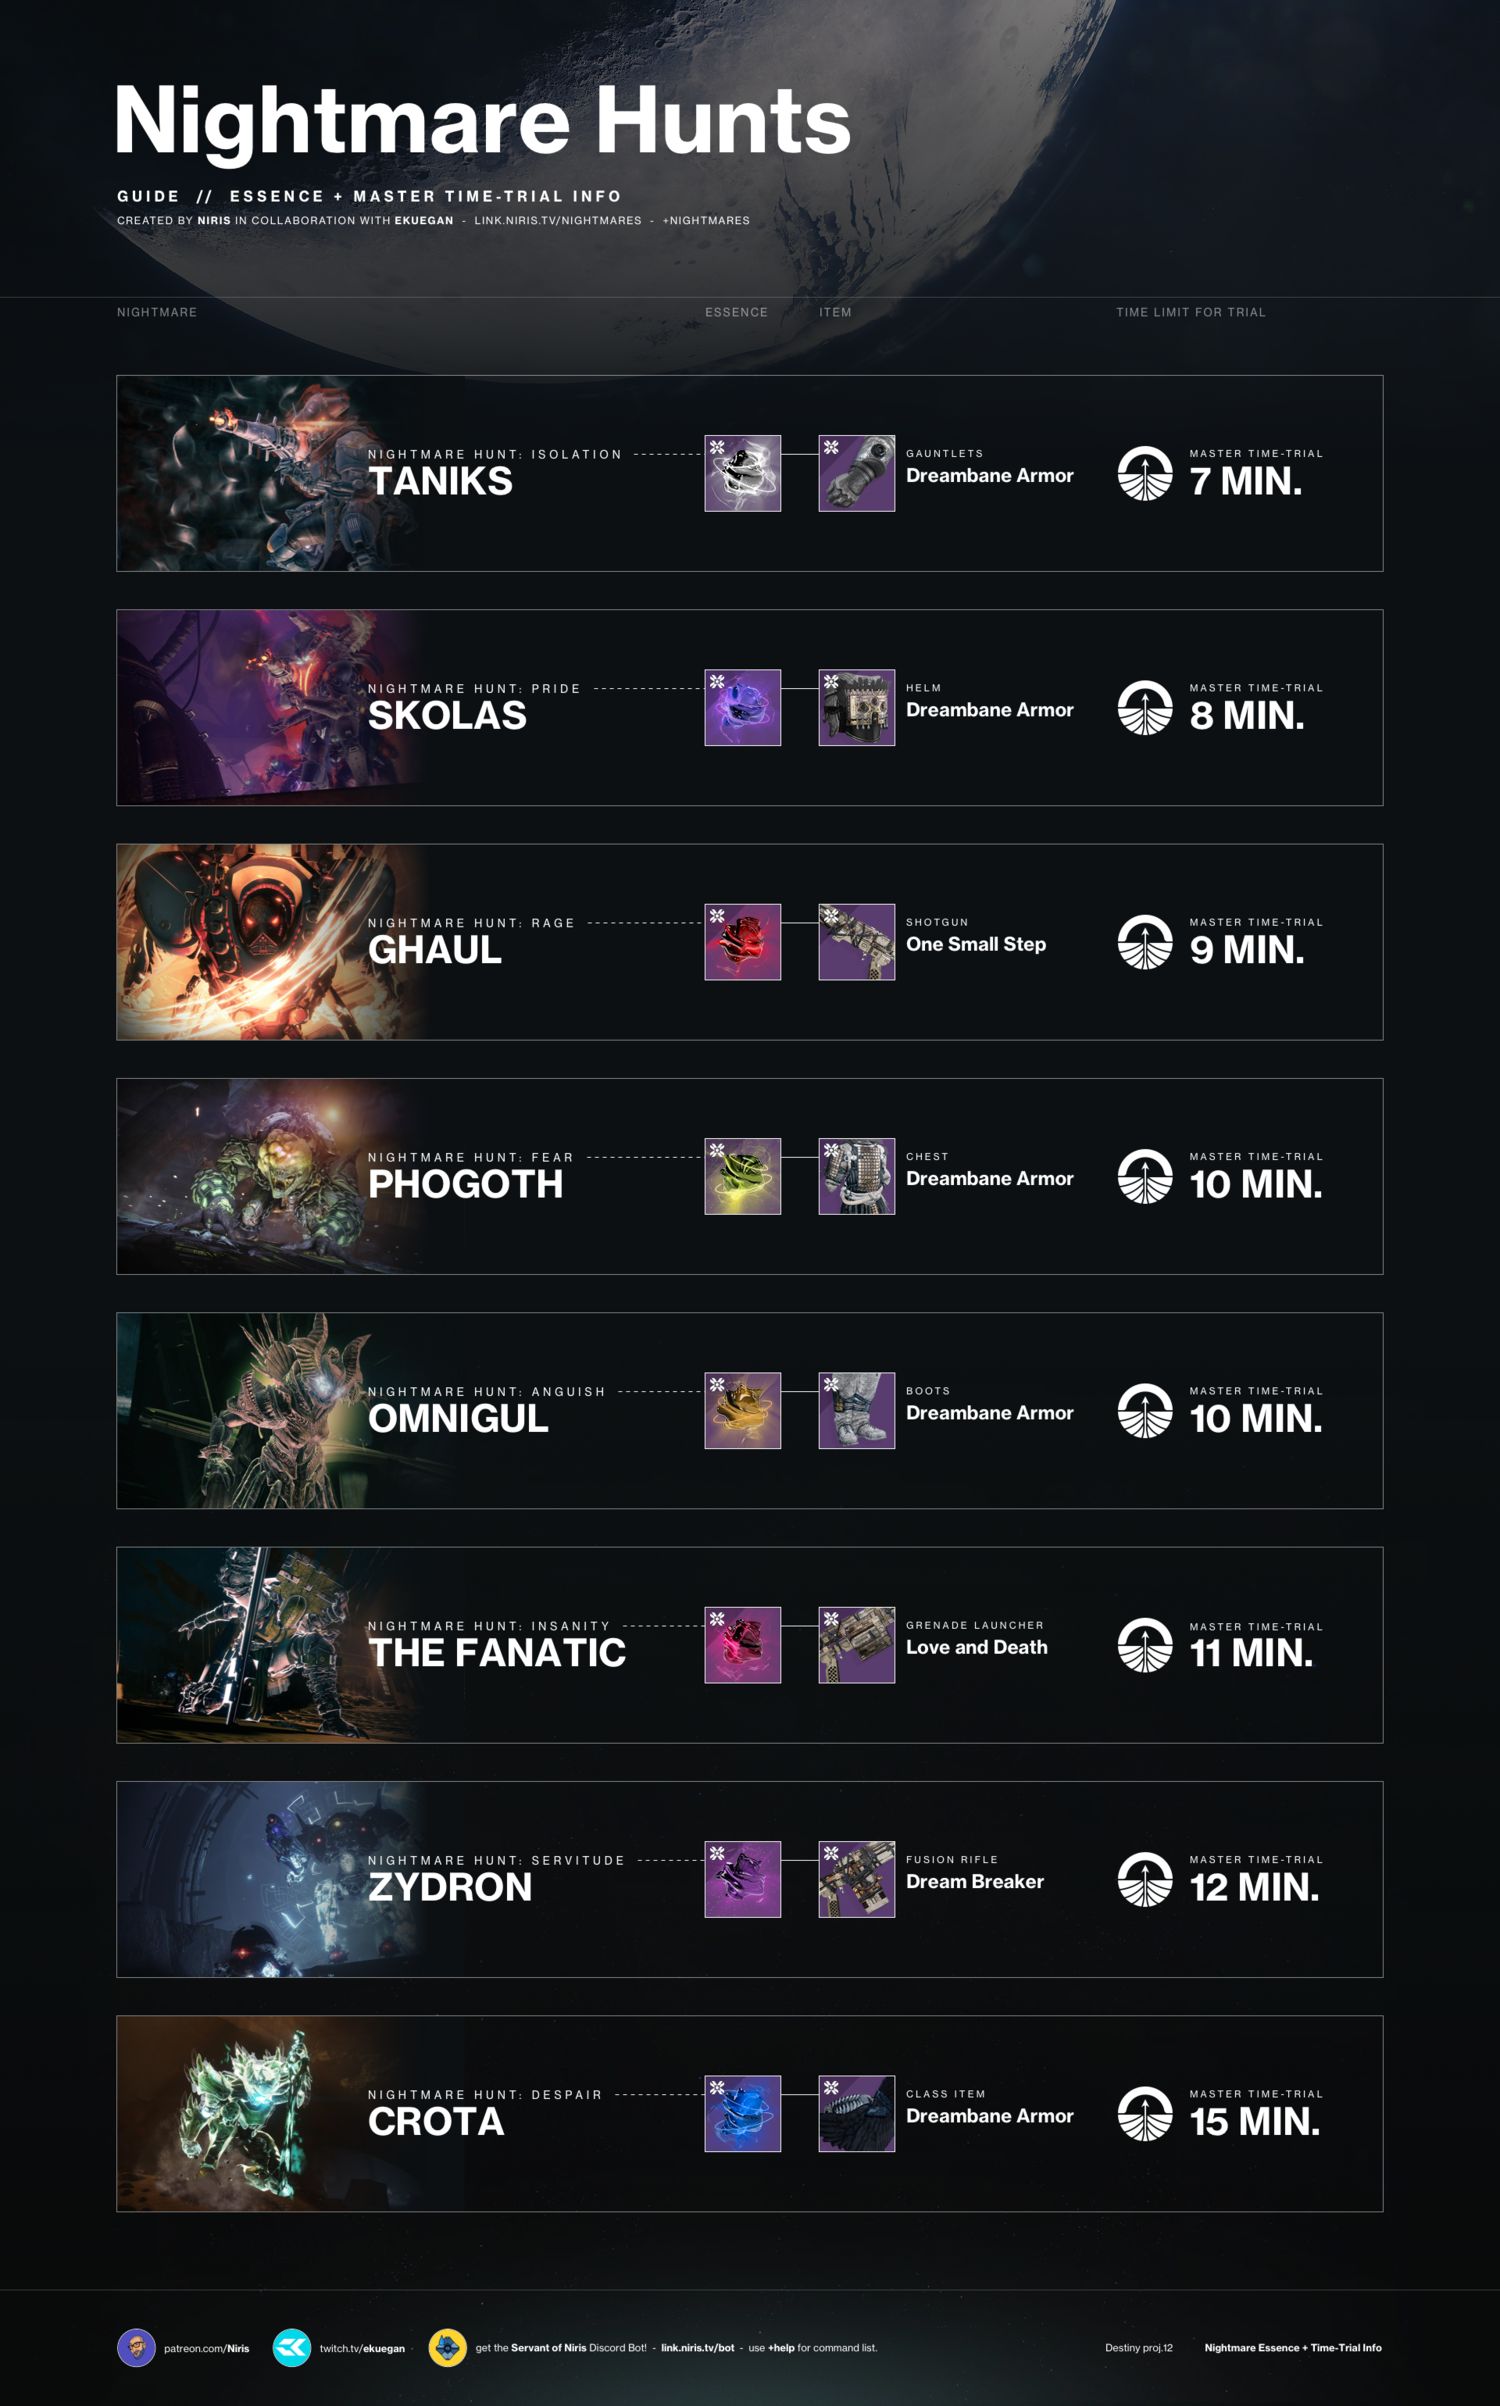 Nightmare Hunts
GUIDE // ESSENCE + MASTER TIME-TRIAL INFO
CREATED BY NIRIS IN COLLABORATION WITH EKUEGAN - LINK.NIRIS.TV/NIGHTMARES - +NIGHTMARES
NIGHTMARE ESSENCE ITEM TIME LIMIT FOR TRIAL
NIGHTMARE HUNT: ISOLATION
TANIKS
GAUNTLETS
Dreambane Armor
MASTER TIME-TRIAL
7 MIN.
NIGHTMARE HUNT: PRIDE
SKOLAS
HELM
Dreambane Armor
MASTER TIME-TRIAL
8 MIN.
NIGHTMARE HUNT: RAGE
GHAUL
SHOTGUN
One Small Step
MASTER TIME-TRIAL
9 MIN.
NIGHTMARE HUNT: FEAR
PHOGOTH
CHEST
Dreambane Armor
MASTER TIME-TRIAL
10 MIN.
NIGHTMARE HUNT: ANGUISH
OMNIGUL
BOOTS
Dreambane Armor
MASTER TIME-TRIAL
10 MIN.
NIGHTMARE HUNT: INSANITY
THE FANATIC
GRENADE LAUNCHER
Love and Death
MASTER TIME-TRIAL
11 MIN.
NIGHTMARE HUNT: SERVITUDE
ZYDRON
FUSION RIFLE
Dream Breaker
MASTER TIME-TRIAL
12 MIN.
NIGHTMARE HUNT: DESPAIR
CROTA
CLASS ITEM
Dreambane Armor
MASTER TIME-TRIAL
15 MIN.
patreon.com/Niris
twitch.tv/ekuegan
get the Servant of Niris Discord Bot! - link.niris.tv/bot - use +help for command list.
Destiny proj.12
Nightmare Essence + Time-Trial Info